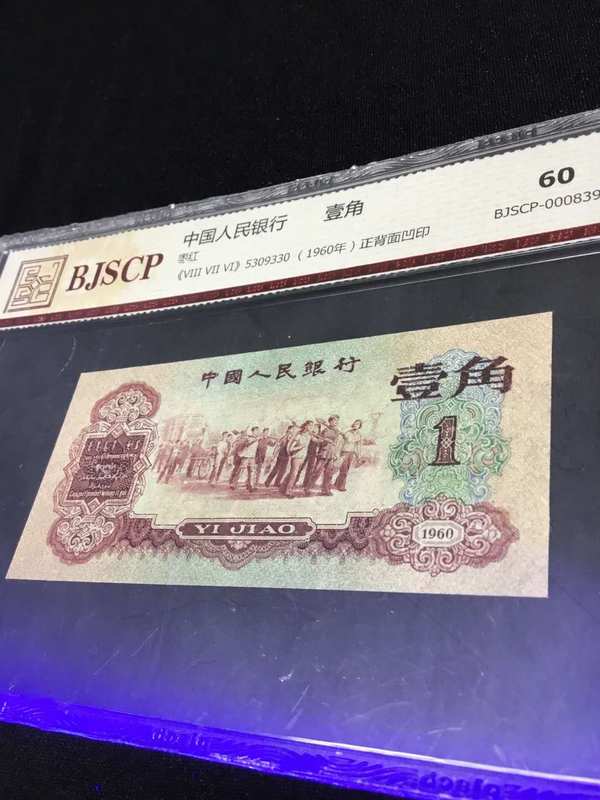 60
中国人民银行 壹角
BJSCP-000839
枣红
BJSCP
《VIII VII VI》5309330（1960年）正背面凹印
中國人民銀行
壹角
1
YI JIAO
1960